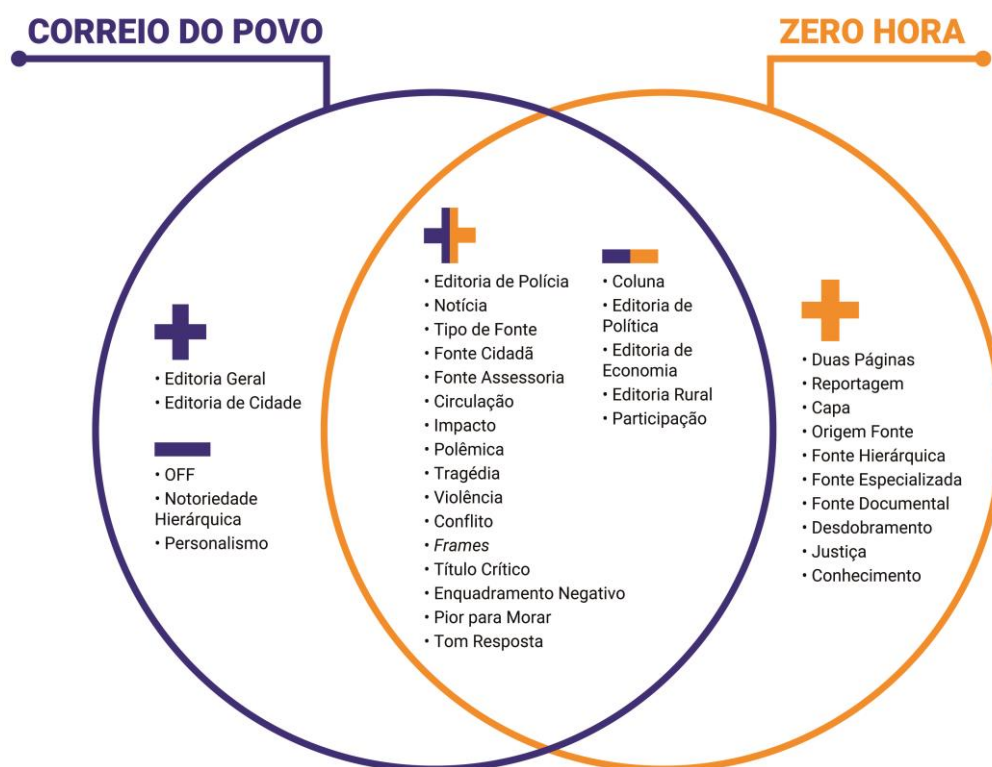 CORREIO DO POVO
ZERO HORA
• Editoria Geral
• Editoria de Cidade
• OFF
• Notoriedade
Hierárquica
• Personalismo
• Editoria de Polícia
• Notícia
• Tipo de Fonte
• Fonte Cidadã
• Fonte Assessoria
• Circulação
• Impacto
• Polêmica
• Tragédia
• Violência
• Conflito
• Frames
• Título Crítico
• Enquadramento Negativo
• Pior para Morar
• Tom Resposta
• Coluna
• Editoria de
Política
• Editoria de
Economia
• Editoria Rural
• Participação
• Duas Páginas
• Reportagem
• Capa
• Origem Fonte
• Fonte Hierárquica
• Fonte Especializada
• Fonte Documental
• Desdobramento
• Justiça
• Conhecimento